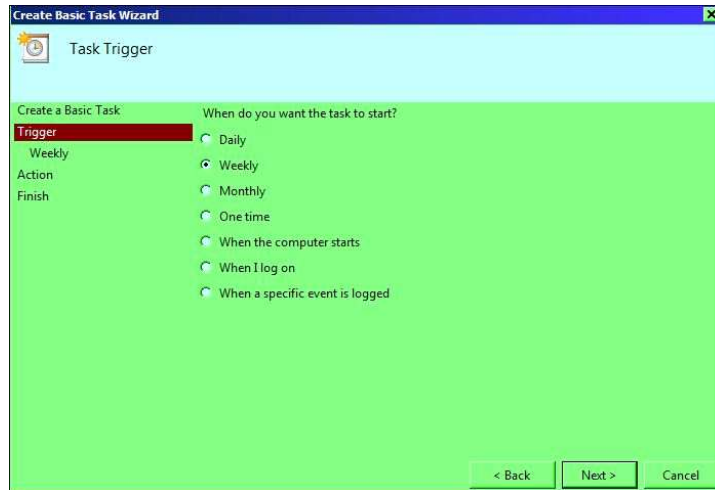 Create Basic Task Wizard
Task Trigger
Create a Basic Task
Trigger
Weekly
Action
Finish
When do you want the task to start?
Daily
Weekly
Monthly
One time
When the computer starts
When I log on
When a specific event is logged
< Back
Next >
Cancel